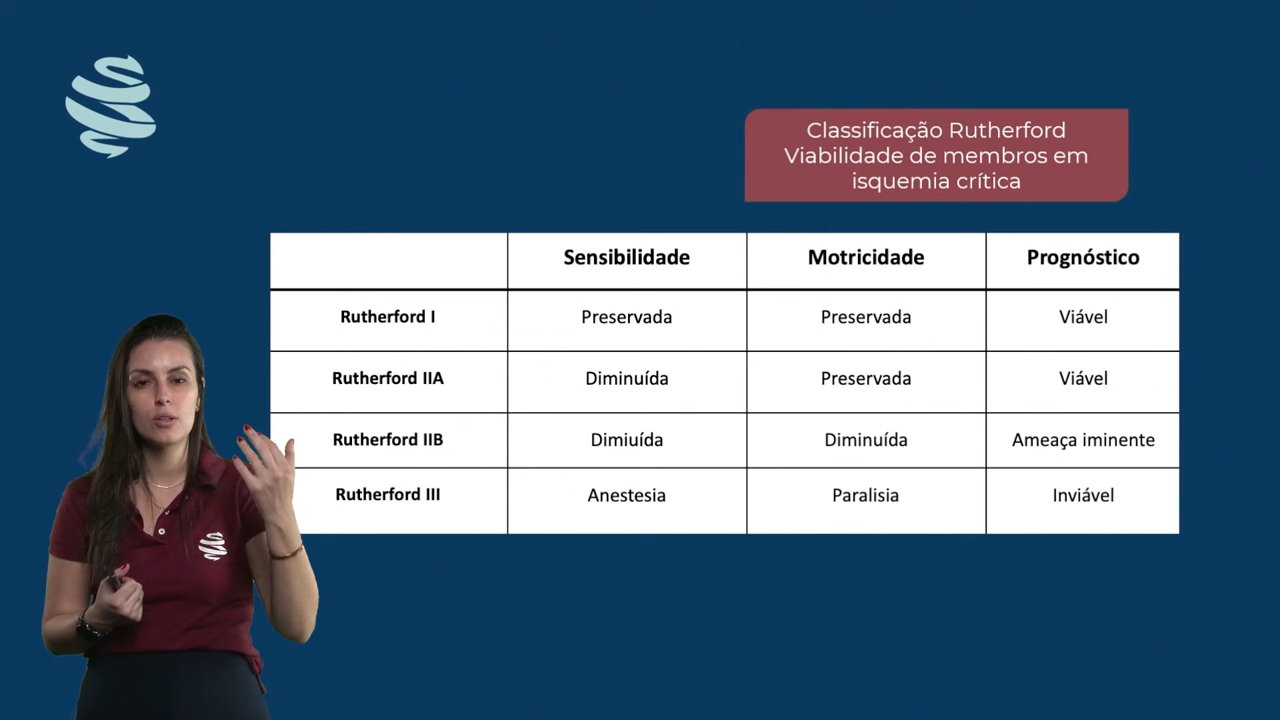 Classificação Rutherford
Viabilidade de membros em
isquemia crítica
Sensibilidade Motricidade Prognóstico
Rutherford I Preservada Preservada Viável
Rutherford IIA Diminuída Preservada Viável
Rutherford IIB Dimiuída Diminuída Ameaça iminente
Rutherford III Anestesia Paralisia Inviável